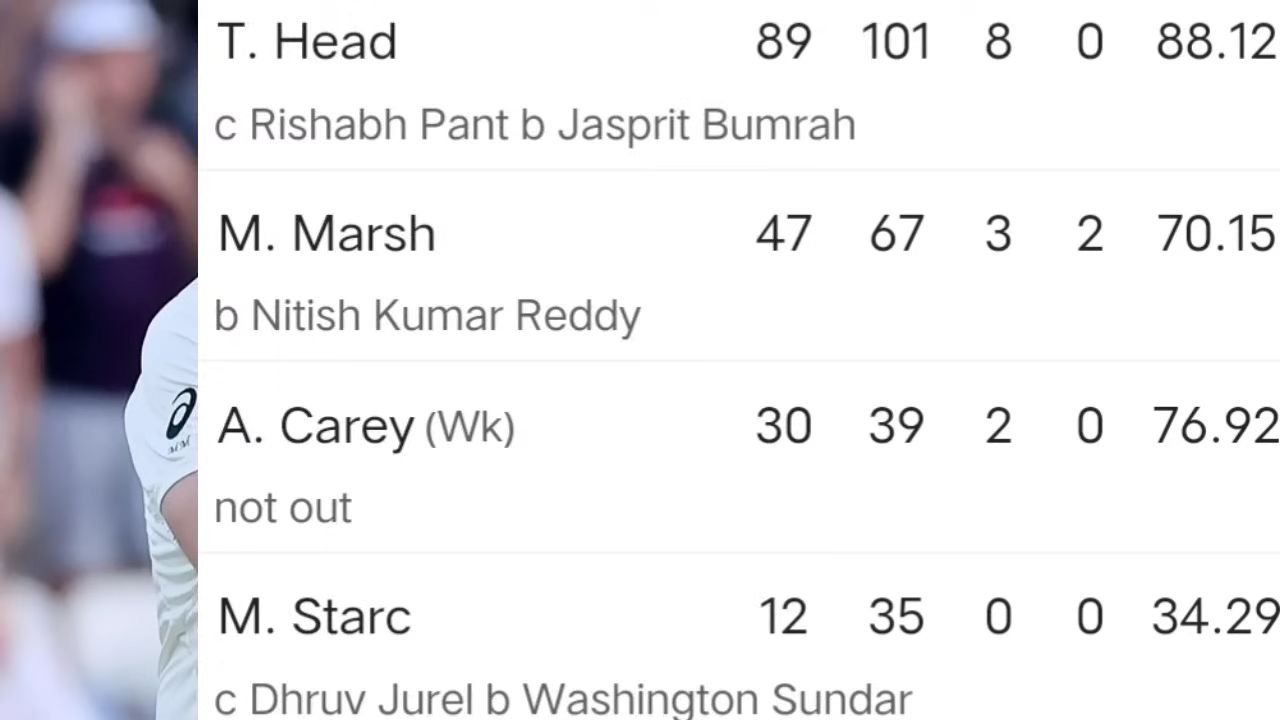 T. Head 89 101 8 0 88.12
c Rishabh Pant b Jasprit Bumrah
M. Marsh 47 67 3 2 70.15
b Nitish Kumar Reddy
A. Carey (Wk) 30 39 2 0 76.92
not out
M. Starc 12 35 0 0 34.29
c Dhruv Jurel b Washington Sundar